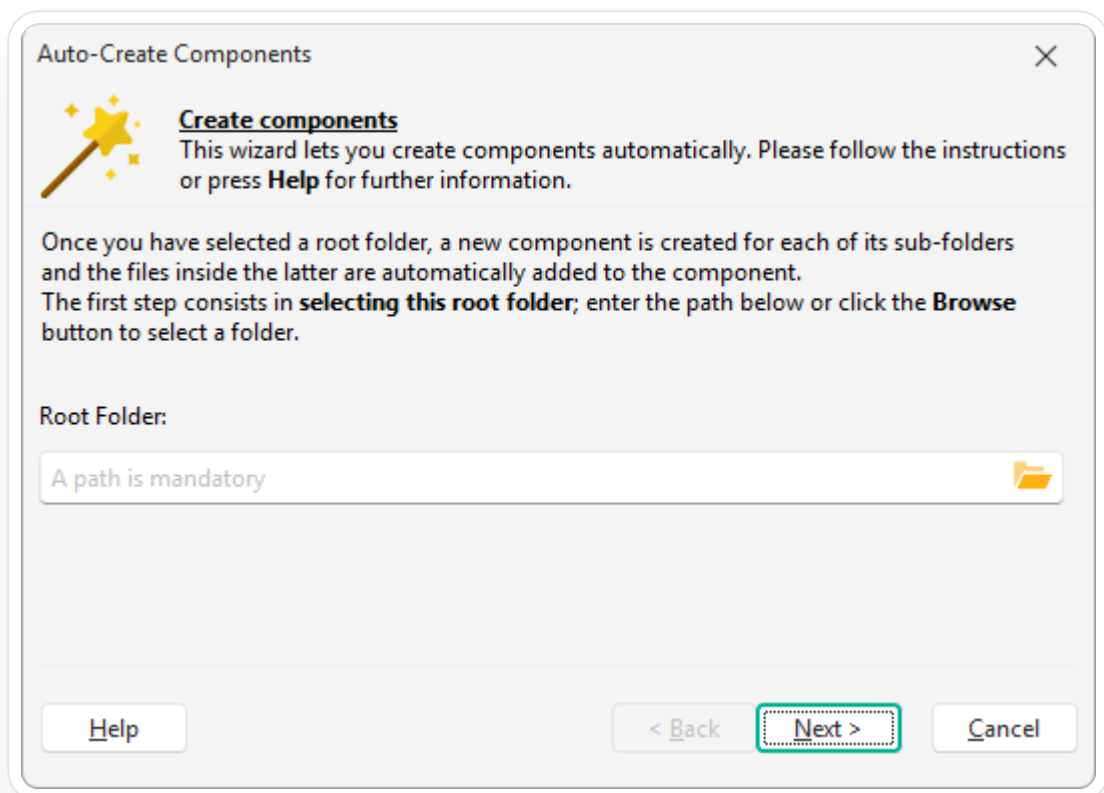 Auto-Create Components
Create components
This wizard lets you create components automatically. Please follow the instructions
or press Help for further information.
Once you have selected a root folder, a new component is created for each of its sub-folders
and the files inside the latter are automatically added to the component.
The first step consists in selecting this root folder; enter the path below or click the Browse
button to select a folder.
Root Folder:
A path is mandatory
Help
< Back
Next >
Cancel